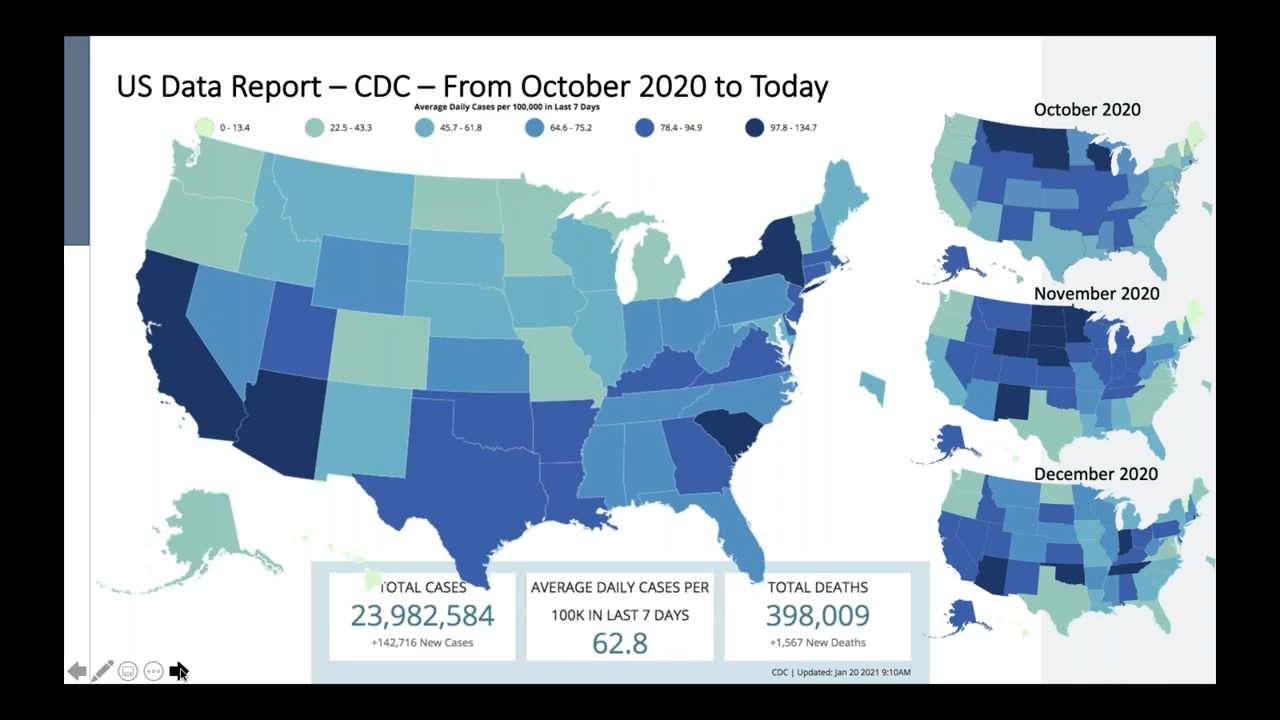 US Data Report – CDC – From October 2020 to Today
Average Daily Cases per 100,000 in Last 7 Days
0 - 13.4
22.5 - 43.3
45.7 - 61.8
64.6 - 75.2
78.4 - 94.9
97.8 - 134.7
October 2020
November 2020
December 2020
TOTAL CASES
23,982,584
+142,716 New Cases
AVERAGE DAILY CASES PER
100K IN LAST 7 DAYS
62.8
TOTAL DEATHS
398,009
+1,567 New Deaths
CDC | Updated: Jan 20 2021 9:10AM